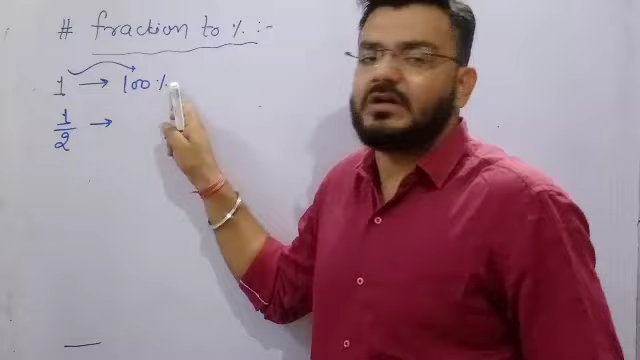 # fraction to % :-
1 → 100%
1/2 →